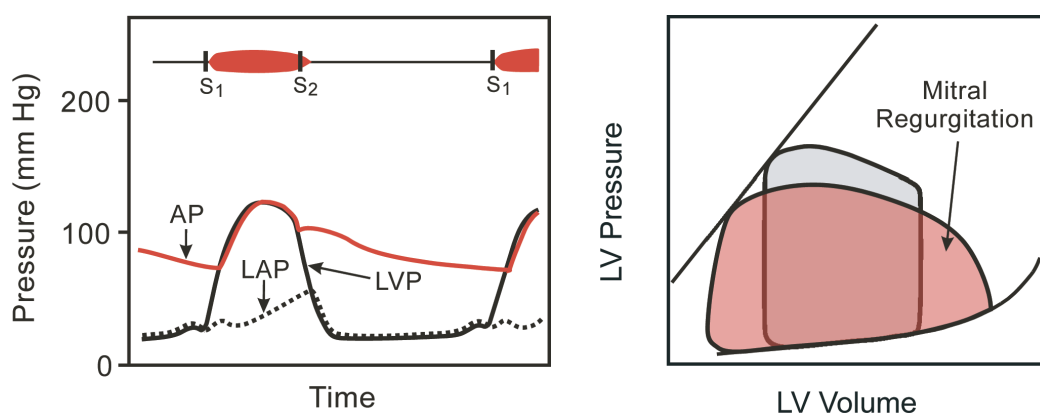 S1
S2
S1
200
100
0
Pressure (mm Hg)
AP
LAP
LVP
Time
Mitral
Regurgitation
LV Pressure
LV Volume